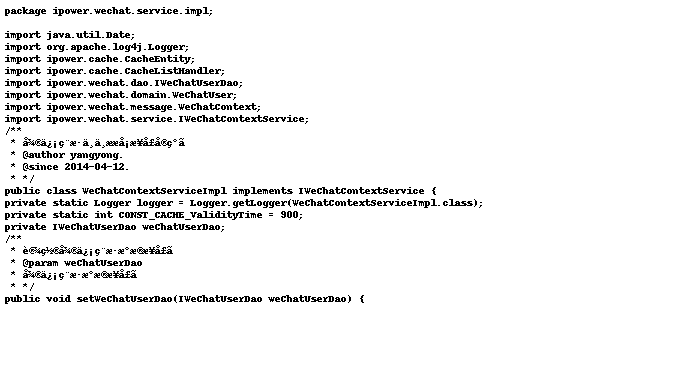 package ipower.wechat.service.impl;
import java.util.Date;
import org.apache.log4j.Logger;
import ipower.cache.CacheEntity;
import ipower.cache.CacheListHandler;
import ipower.wechat.dao.IWeChatUserDao;
import ipower.wechat.domain.WeChatUser;
import ipower.wechat.message.WeChatContext;
import ipower.wechat.service.IWeChatContextService;
/**
* å¾®ä¿¡ç¨æ·ä¸ä¸ææå¡æ¥å£å®ç°ã
* @author yangyong.
* @since 2014-04-12.
* */
public class WeChatContextServiceImpl implements IWeChatContextService {
private static Logger logger = Logger.getLogger(WeChatContextServiceImpl.class);
private static int CONST_CACHE_ValidityTime = 900;
private IWeChatUserDao weChatUserDao;
/**
* è®¾ç½®å¾®ä¿¡ç¨æ·æ°æ®æ¥å£ã
* @param weChatUserDao
* å¾®ä¿¡ç¨æ·æ°æ®æ¥å£ã
* */
public void setWeChatUserDao(IWeChatUserDao weChatUserDao) {